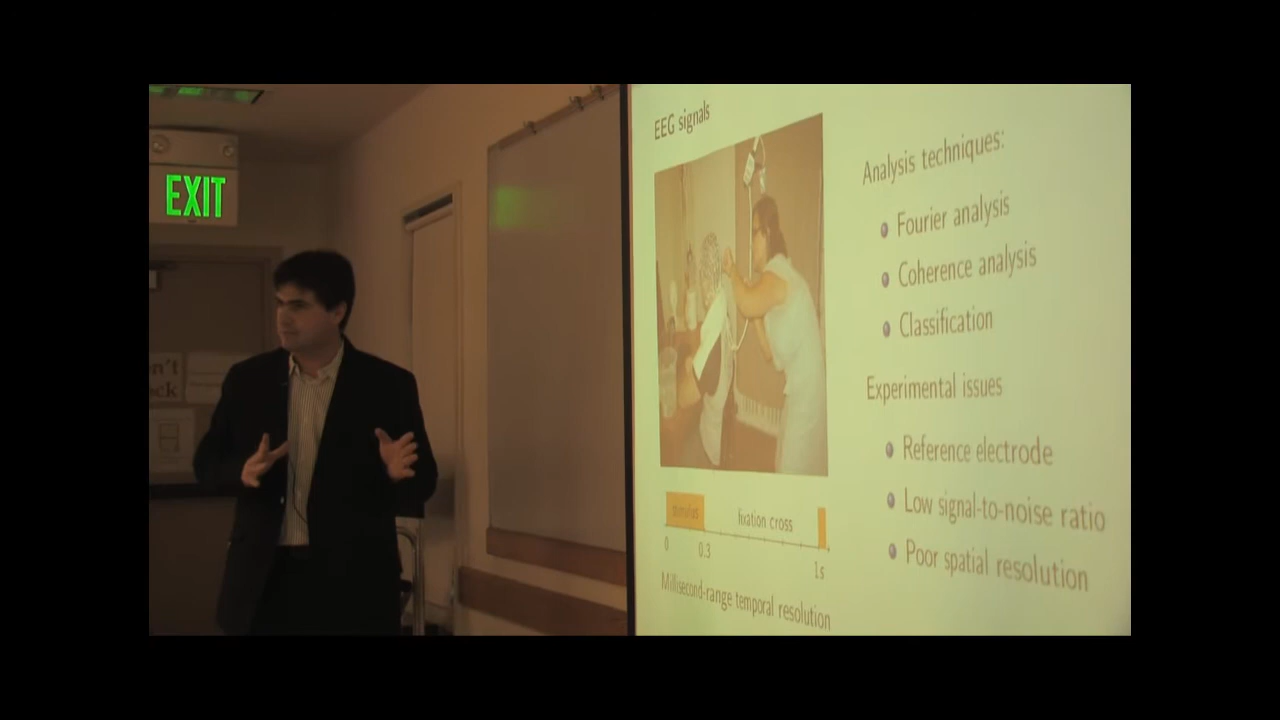 EXIT
n't
ck
EEG signals
stimulus
fixation cross
0
0.3
1s
Millisecond-range temporal resolution
Analysis techniques:
Fourier analysis
Coherence analysis
Classification
Experimental issues
Reference electrode
Low signal-to-noise ratio
Poor spatial resolution